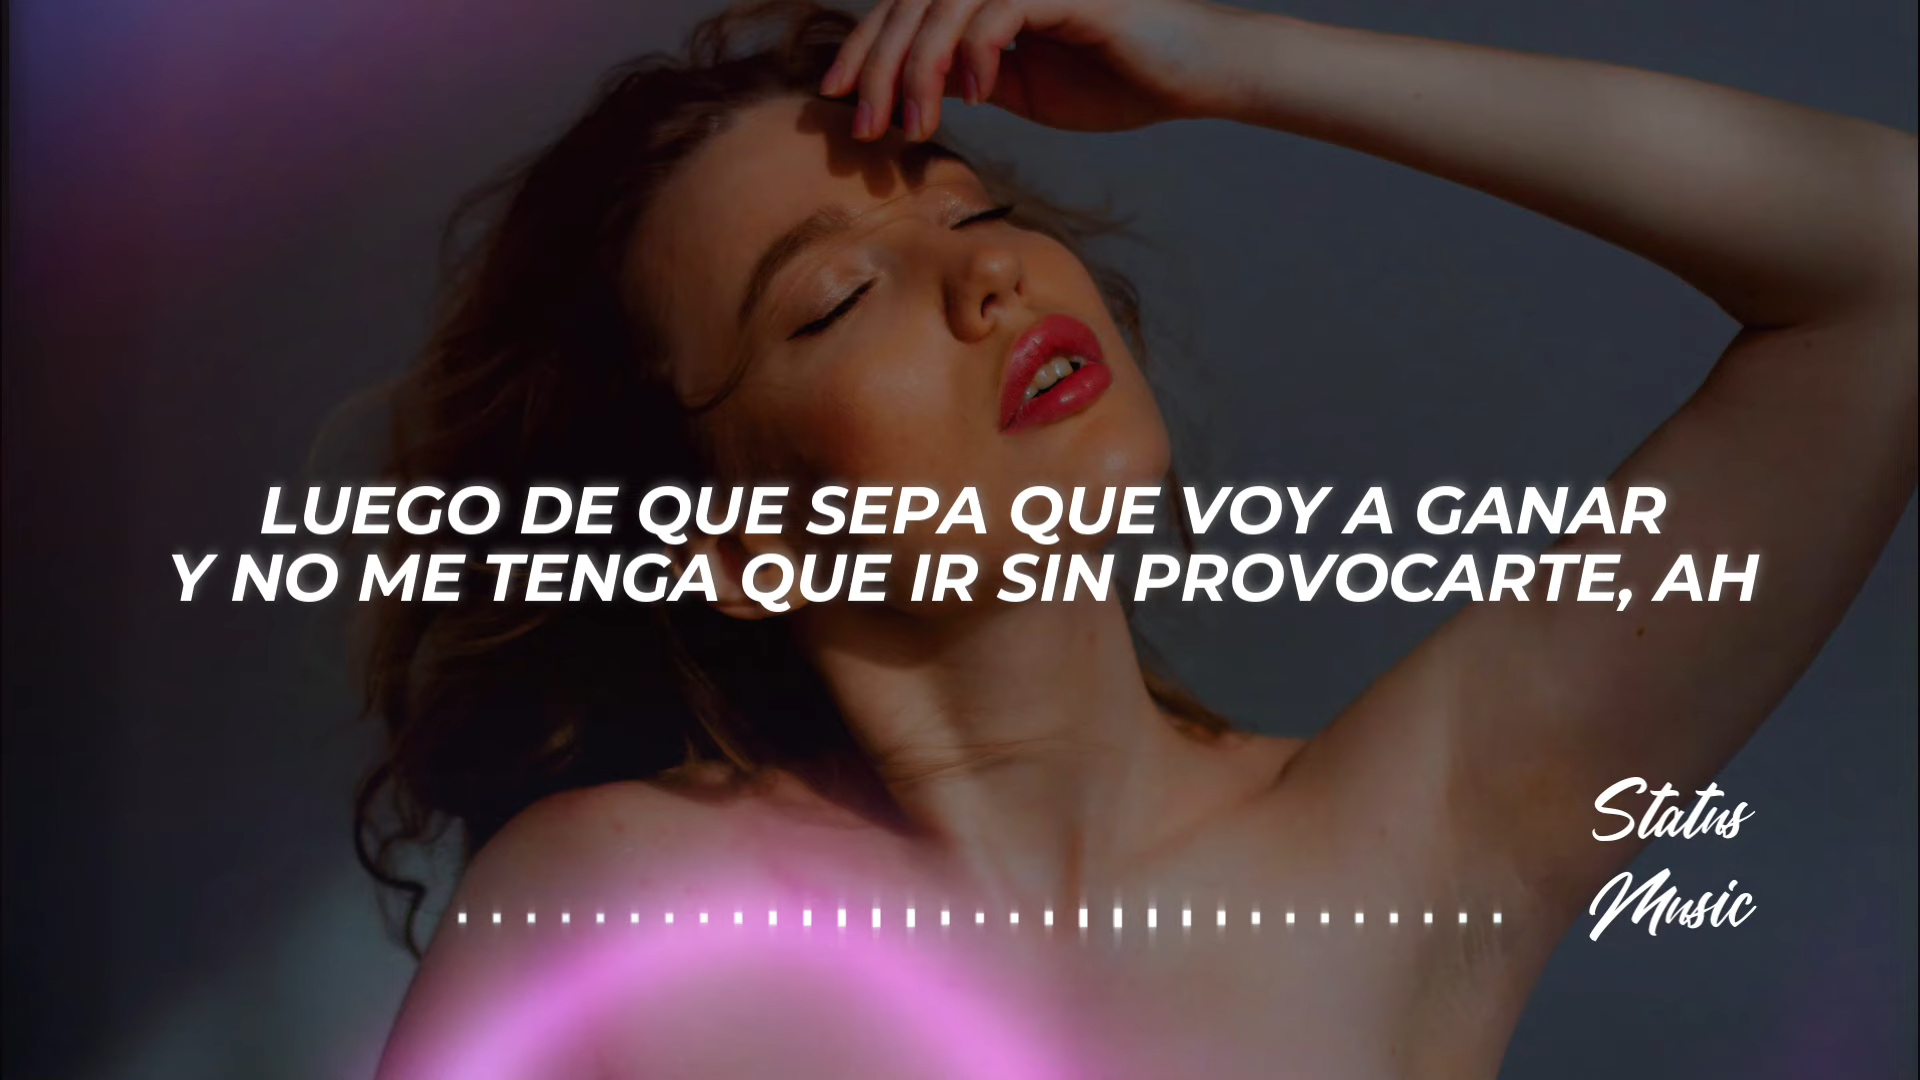 LUEGO DE QUE SEPA QUE VOY A GANAR
Y NO ME TENGA QUE IR SIN PROVOCARTE, AH
Status
Music